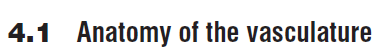 4.1 Anatomy of the vasculature